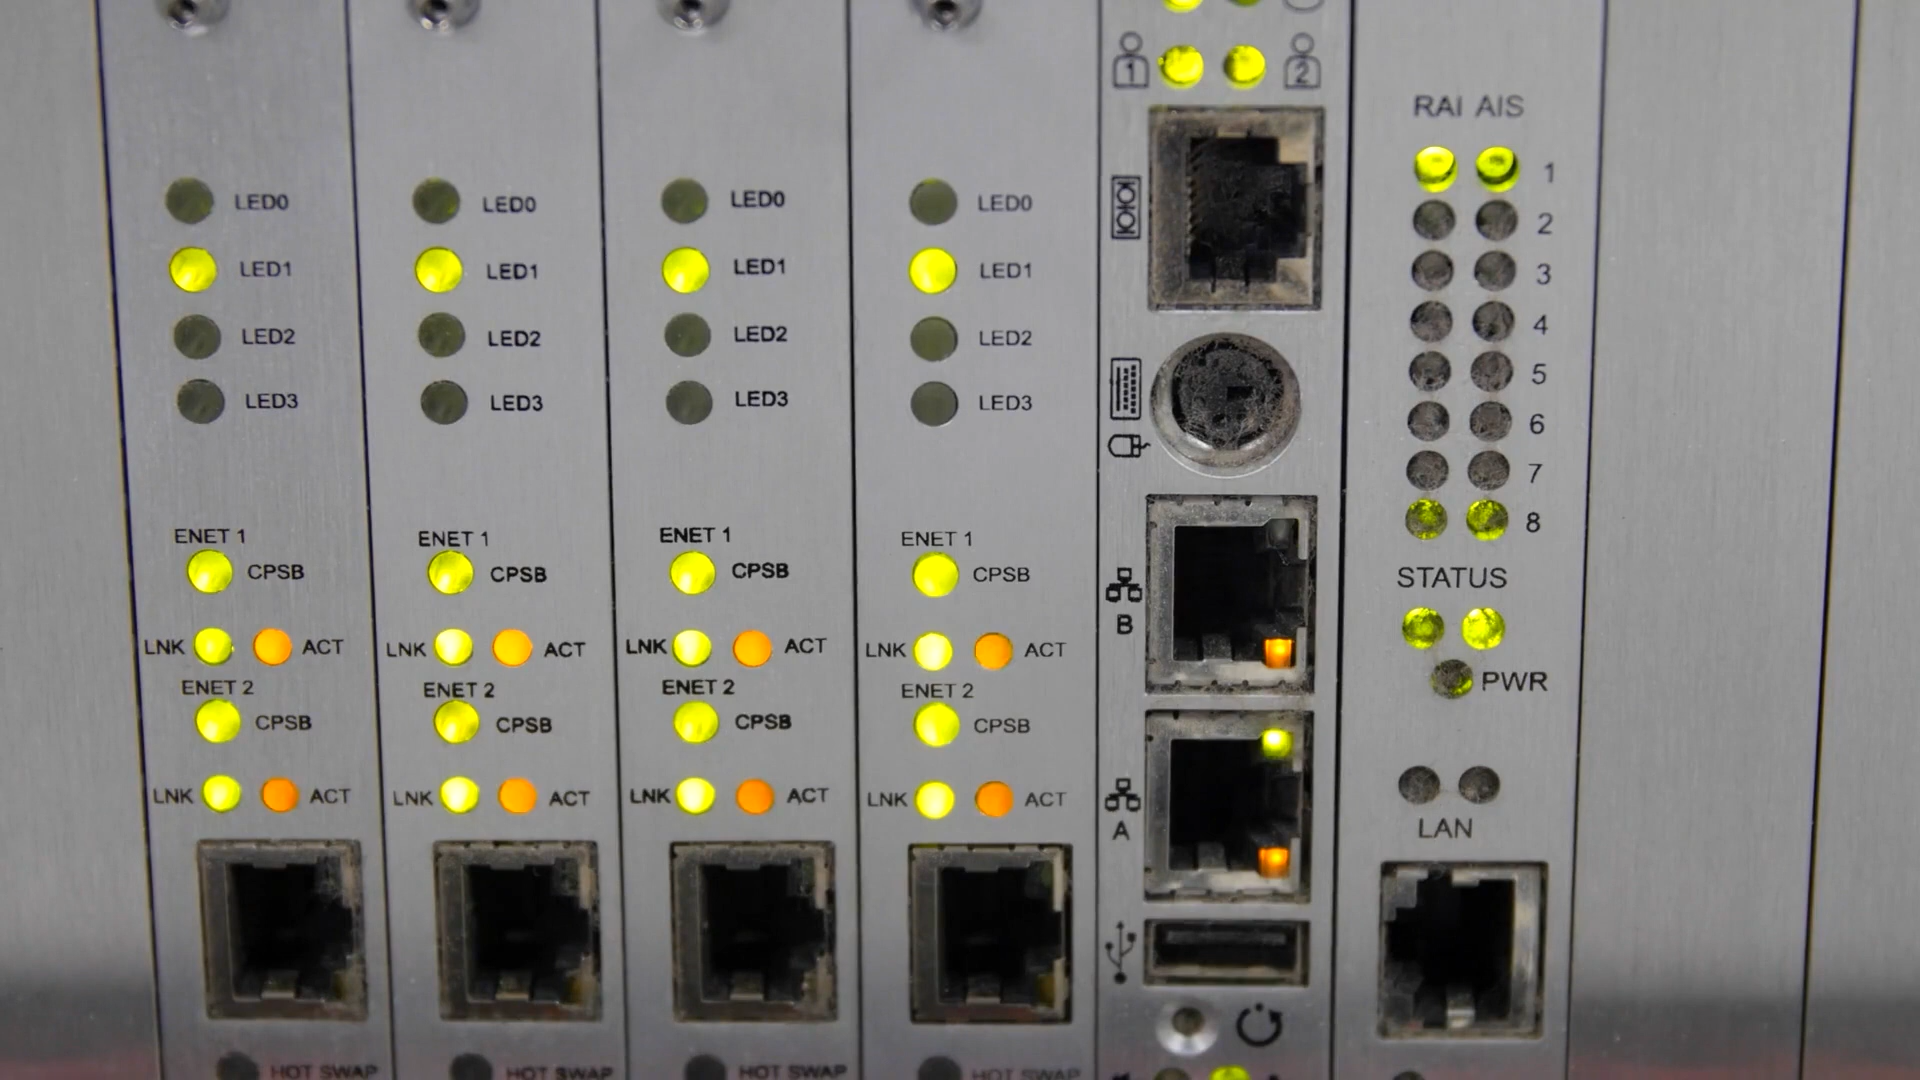 LED0
LED1
LED2
LED3
ENET 1
CPSB
LNK ACT
ENET 2
CPSB
LNK ACT
HOT SWAP
LED0
LED1
LED2
LED3
ENET 1
CPSB
LNK ACT
ENET 2
CPSB
LNK ACT
HOT SWAP
LED0
LED1
LED2
LED3
ENET 1
CPSB
LNK ACT
ENET 2
CPSB
LNK ACT
HOT SWAP
LED0
LED1
LED2
LED3
ENET 1
CPSB
LNK ACT
ENET 2
CPSB
LNK ACT
HOT SWAP
1 2
B
A
RAI AIS
1
2
3
4
5
6
7
8
STATUS
PWR
LAN